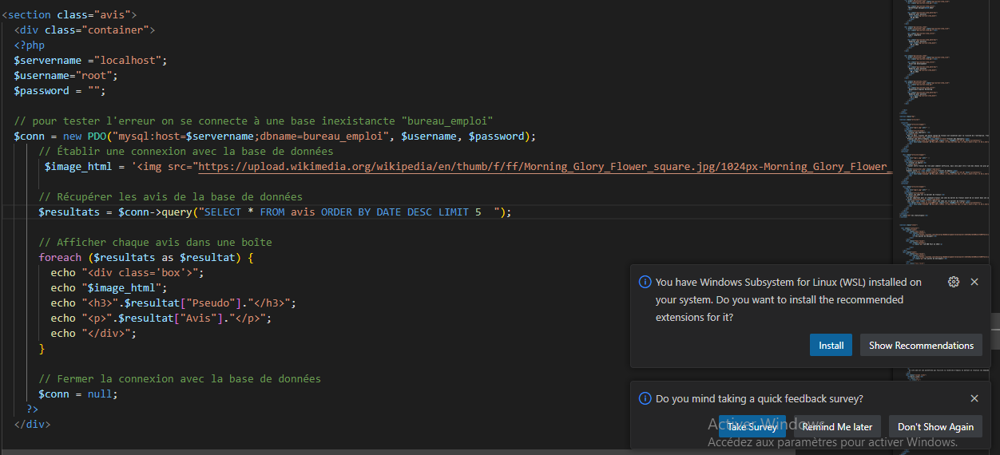 <section class="avis">
<div class="container">
<?php
$servername ="localhost";
$username="root";
$password = "";
// pour tester l'erreur on se connecte à une base inexistancte "bureau_emploi"
$conn = new PDO("mysql:host=$servername;dbname=bureau_emploi", $username, $password);
// Établir une connexion avec la base de données
$image_html = '<img src="https://upload.wikimedia.org/wikipedia/en/thumb/f/ff/Morning_Glory_Flower_square.jpg/1024px-Morning_Glory_Flower_
// Récupérer les avis de la base de données
$resultats = $conn->query("SELECT * FROM avis ORDER BY DATE DESC LIMIT 5  ");
// Afficher chaque avis dans une boîte
foreach ($resultats as $resultat) {
echo "<div class='box'>";
echo "$image_html";
echo "<h3>".$resultat["Pseudo"]."</h3>";
echo "<p>".$resultat["Avis"]."</p>";
echo "</div>";
}
// Fermer la connexion avec la base de données
$conn = null;
?>
</div>
You have Windows Subsystem for Linux (WSL) installed on
your system. Do you want to install the recommended
extensions for it?
Install
Show Recommendations
Do you mind taking a quick feedback survey?
Take Survey
Remind Me later
Don't Show Again
Activer Windows
Accédez aux paramètres pour activer Windows.